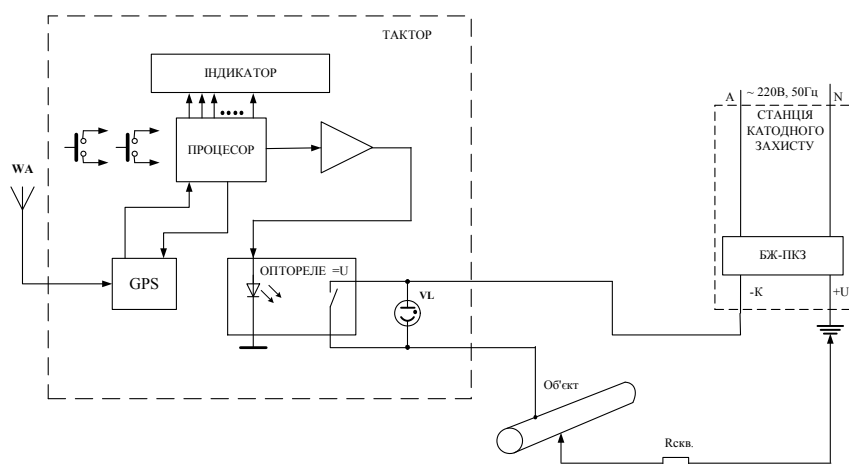 ТАКТОР
ІНДИКАТОР
ПРОЦЕСОР
WA
GPS
ОПТОРЕЛЕ =U
VL
A
~ 220В, 50Гц
N
СТАНЦІЯ
КАТОДНОГО
ЗАХИСТУ
БЖ-ПКЗ
-К
+U
Об'єкт
Rскв.